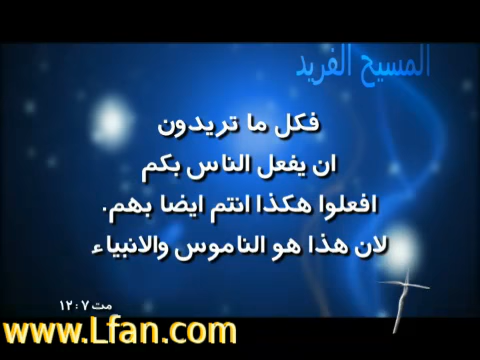 المسيح الفريد
فكل ما تريدون
ان يفعل الناس بكم
افعلوا هكذا انتم ايضا بهم.
لان هذا هو الناموس والانبياء
مت ٧ : ١٢
www.Lfan.com